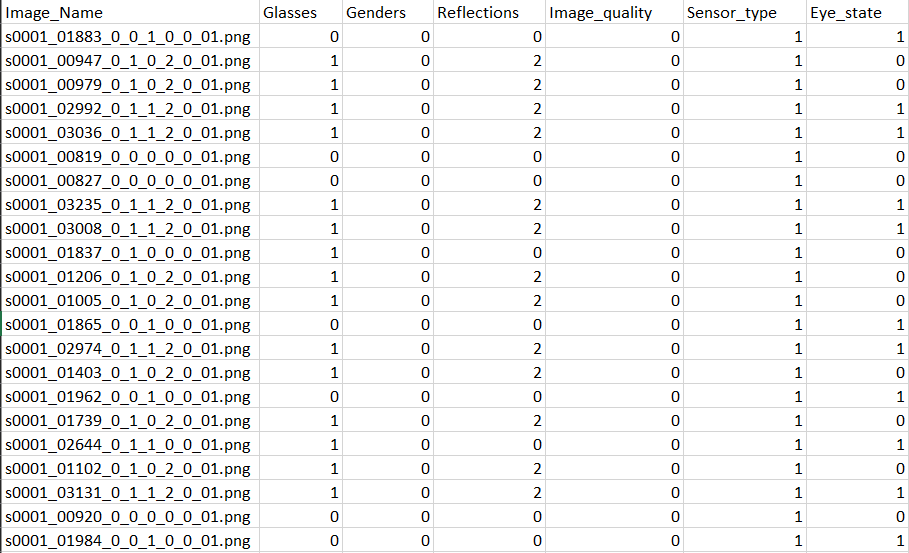 Image_Name Glasses Genders Reflections Image_quality Sensor_type Eye_state
s0001_01883_0_0_1_0_0_01.png 0 0 0 0 1 1
s0001_00947_0_1_0_2_0_01.png 1 0 2 0 1 0
s0001_00979_0_1_0_2_0_01.png 1 0 2 0 1 0
s0001_02992_0_1_1_2_0_01.png 1 0 2 0 1 1
s0001_03036_0_1_1_2_0_01.png 1 0 2 0 1 1
s0001_00819_0_0_0_0_0_01.png 0 0 0 0 1 0
s0001_00827_0_0_0_0_0_01.png 0 0 0 0 1 0
s0001_03235_0_1_1_2_0_01.png 1 0 2 0 1 1
s0001_03008_0_1_1_2_0_01.png 1 0 2 0 1 1
s0001_01837_0_1_0_0_0_01.png 1 0 0 0 1 0
s0001_01206_0_1_0_2_0_01.png 1 0 2 0 1 0
s0001_01005_0_1_0_2_0_01.png 1 0 2 0 1 0
s0001_01865_0_0_1_0_0_01.png 0 0 0 0 1 1
s0001_02974_0_1_1_2_0_01.png 1 0 2 0 1 1
s0001_01403_0_1_0_2_0_01.png 1 0 2 0 1 0
s0001_01962_0_0_1_0_0_01.png 0 0 0 0 1 1
s0001_01739_0_1_0_2_0_01.png 1 0 2 0 1 0
s0001_02644_0_1_1_0_0_01.png 1 0 0 0 1 1
s0001_01102_0_1_0_2_0_01.png 1 0 2 0 1 0
s0001_03131_0_1_1_2_0_01.png 1 0 2 0 1 1
s0001_00920_0_0_0_0_0_01.png 0 0 0 0 1 0
s0001_01984_0_0_1_0_0_01.png 0 0 0 0 1 1